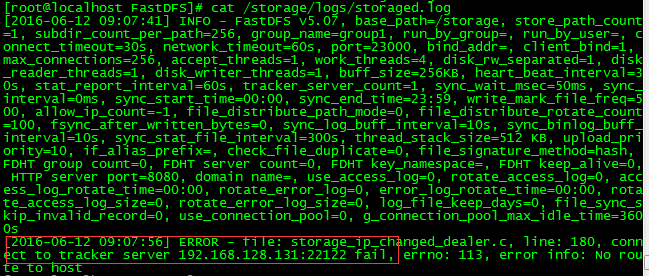 [root@localhost FastDFS]# cat /storage/logs/storaged.log
[2016-06-12 09:07:41] INFO - FastDFS v5.07, base_path=/storage, store_path_count
=1, subdir_count_per_path=256, group_name=group1, run_by_group=, run_by_user=, c
onnect_timeout=30s, network_timeout=60s, port=23000, bind_addr=, client_bind=1, 
max_connections=256, accept_threads=1, work_threads=4, disk_rw_separated=1, disk
_reader_threads=1, disk_writer_threads=1, buff_size=256KB, heart_beat_interval=3
0s, stat_report_interval=60s, tracker_server_count=1, sync_wait_msec=50ms, sync_
interval=0ms, sync_start_time=00:00, sync_end_time=23:59, write_mark_file_freq=5
00, allow_ip_count=-1, file_distribute_path_mode=0, file_distribute_rotate_count
=100, fsync_after_written_bytes=0, sync_log_buff_interval=10s, sync_binlog_buff_
interval=10s, sync_stat_file_interval=300s, thread_stack_size=512 KB, upload_pri
ority=10, if_alias_prefix=, check_file_duplicate=0, file_signature_method=hash, 
FDHT group count=0, FDHT server count=0, FDHT key_namespace=, FDHT keep_alive=0,
 HTTP server port=8080, domain name=, use_access_log=0, rotate_access_log=0, acc
ess_log_rotate_time=00:00, rotate_error_log=0, error_log_rotate_time=00:00, rota
te_access_log_size=0, rotate_error_log_size=0, log_file_keep_days=0, file_sync_s
kip_invalid_record=0, use_connection_pool=0, g_connection_pool_max_idle_time=360
0s
[2016-06-12 09:07:56] ERROR - file: storage_ip_changed_dealer.c, line: 180, conn
ect to tracker server 192.168.128.131:22122 fail, errno: 113, error info: No rou
te to host